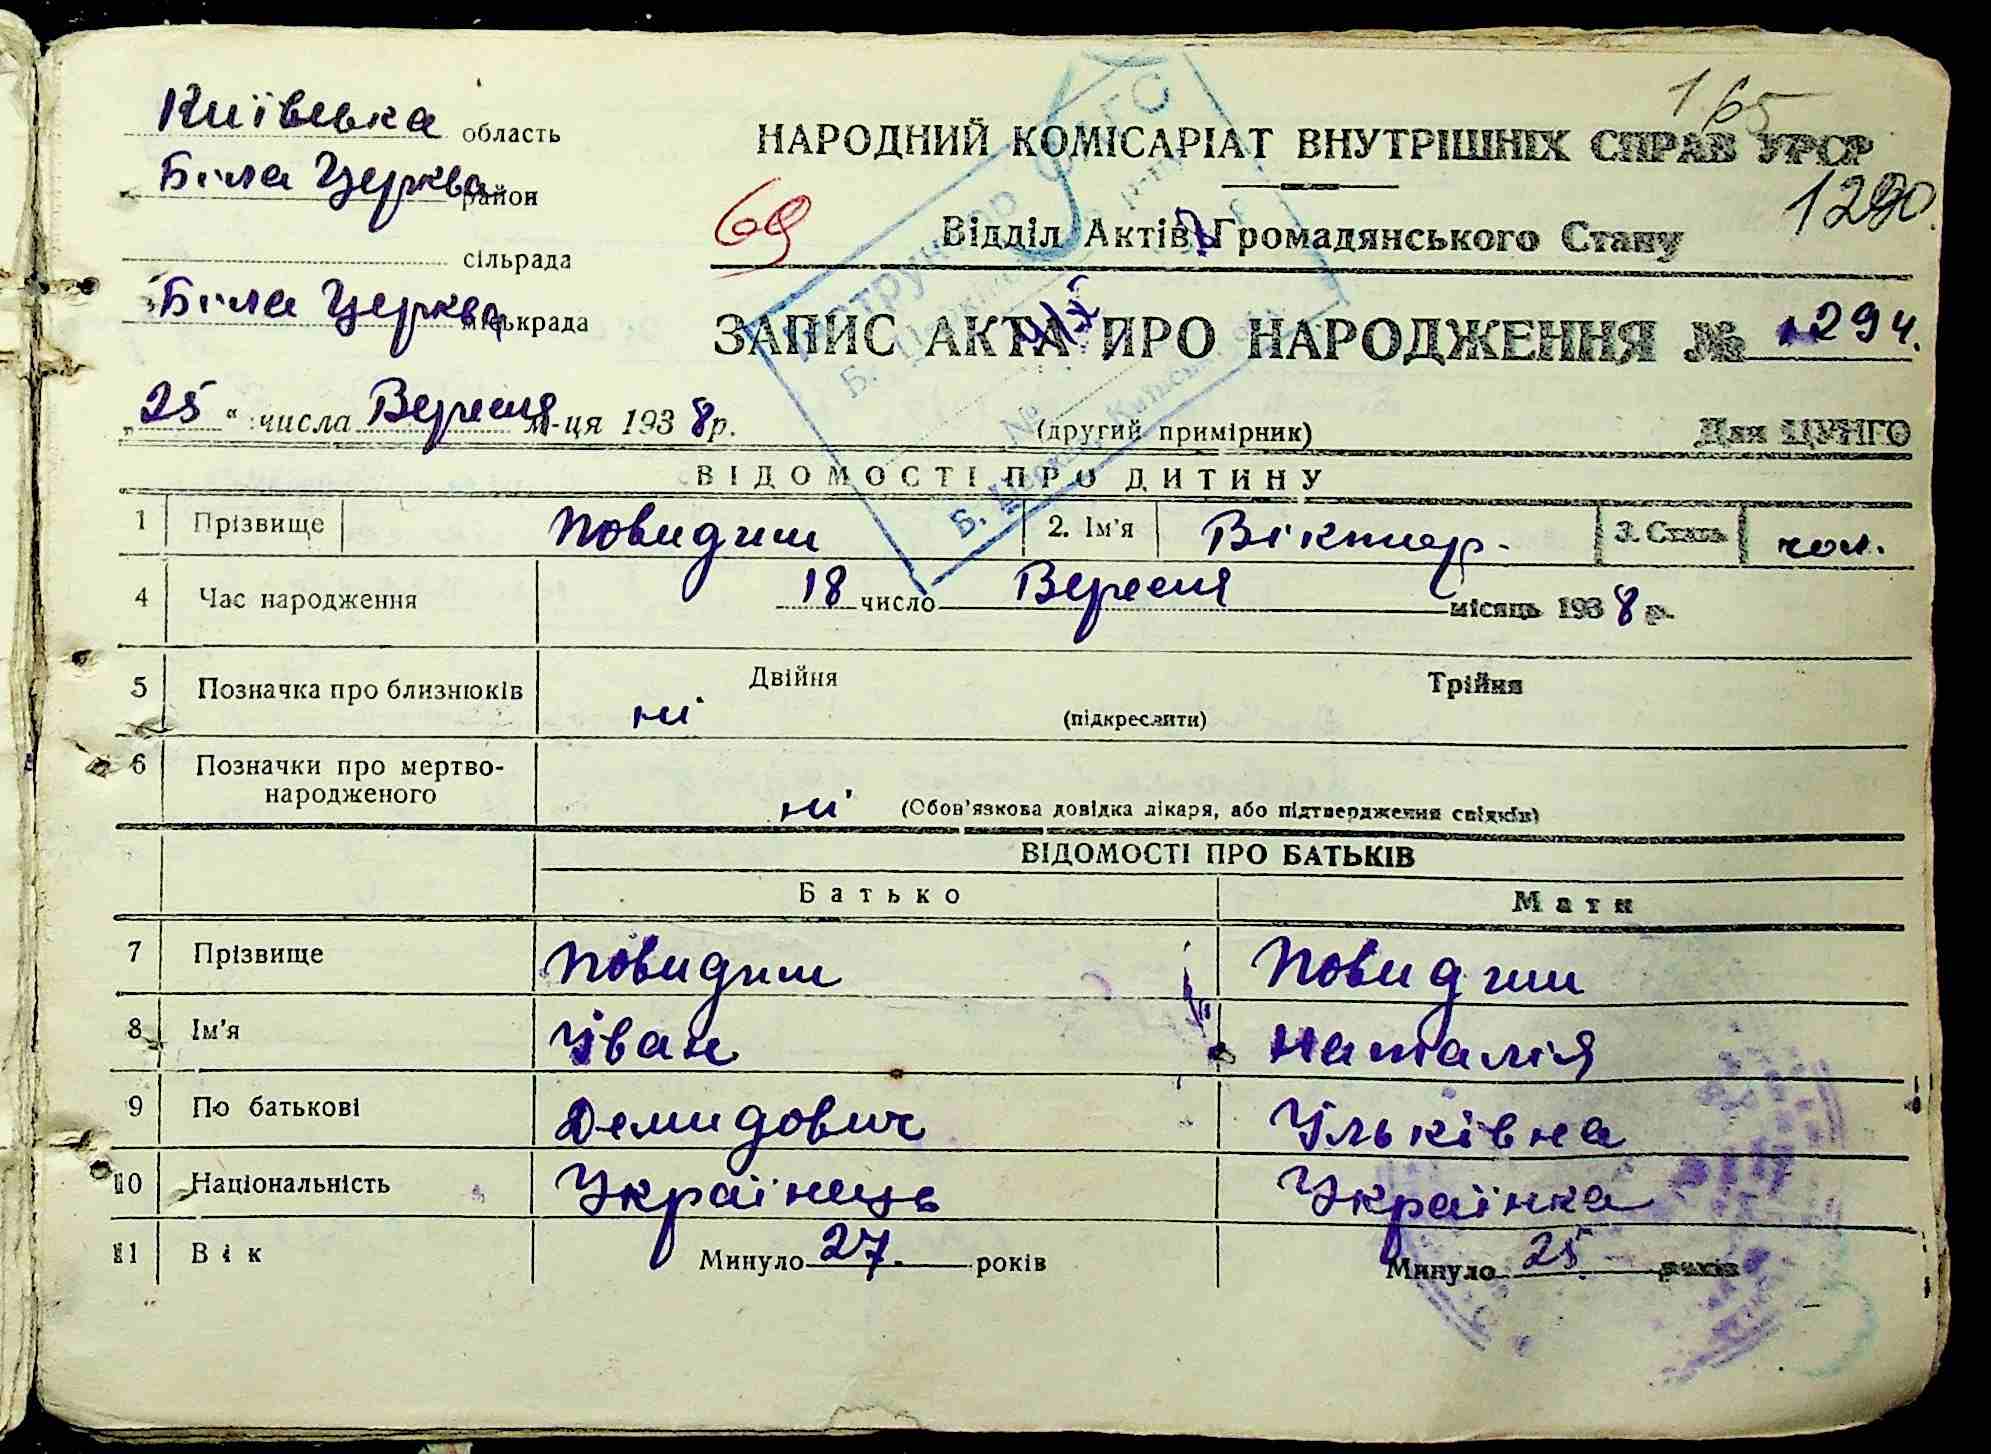 165
Київська область
НАРОДНИЙ КОМІСАРІАТ ВНУТРІШНІХ СПРАВ УРСР
Біла Церква район
69
1290
Відділ Актів Громадянського Стану
сільрада
Біла Церква міськрада
ЗАПИС АКТА ПРО НАРОДЖЕННЯ № 294.
„25" числа Вересня м-ця 1938р.
(другий примірник)
Для ЦУНГО
ВІДОМОСТІ ПРО ДИТИНУ
1 Прізвище Повидиш 2. Ім'я Віктор. 3. Стать чол.
4 Час народження 18 число Вересня місяць 1938 р.
5 Позначка про близнюків ні Двійня (підкреслити) Трійня
6 Позначки про мертво-
народженого ні (Обов'язкова довідка лікаря, або підтвердження свідків)
ВІДОМОСТІ ПРО БАТЬКІВ
Батько Мати
7 Прізвище Повидиш Повидиш
8 Ім'я Іван Наталія
9 По батькові Демидович Ільківна
10 Національність Українець Українка
11 Вік Минуло 27. років Минуло 25 років